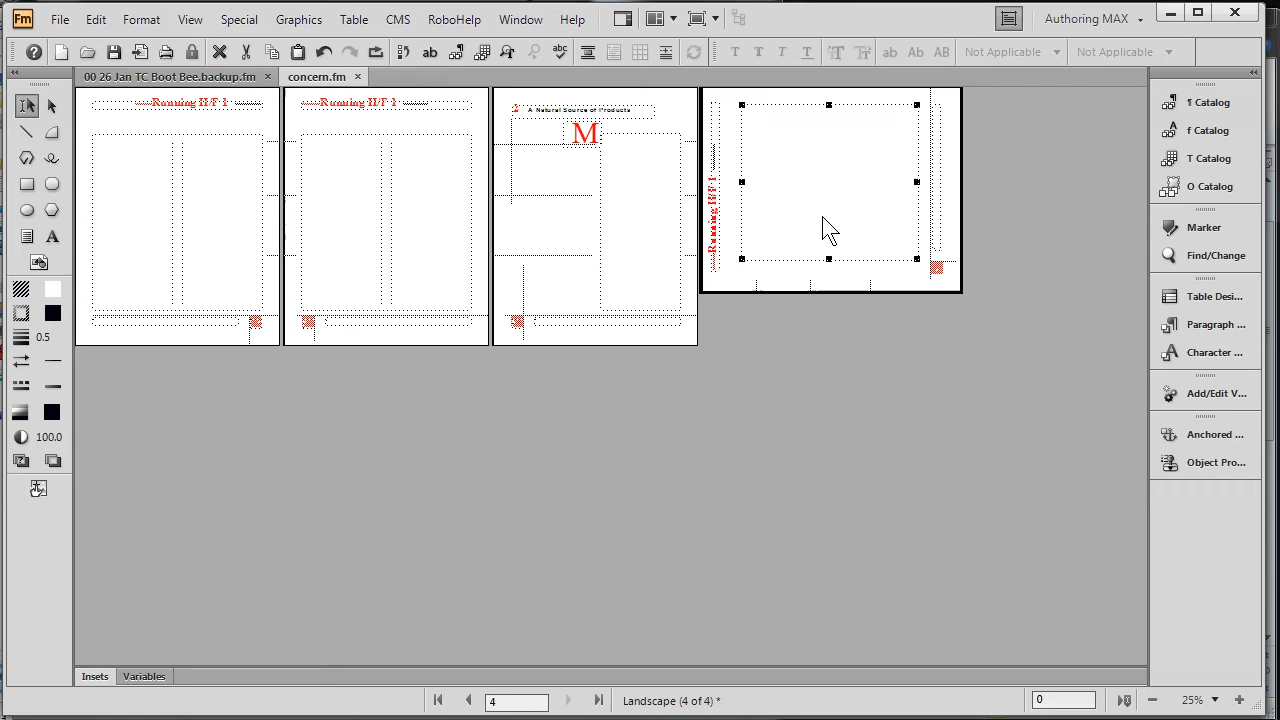 Fm File Edit Format View Special Graphics Table CMS RoboHelp Window Help Authoring MAX
Not Applicable Not Applicable
00 26 Jan TC Boot Bee.backup.fm × concern.fm ×
Running H/F 1
Running H/F 1
A Natural Source of Products
M
Running H/F 1
¶ Catalog
f Catalog
T Catalog
O Catalog
Marker
Find/Change
Table Desi...
Paragraph ...
Character ...
Add/Edit V...
Anchored ...
Object Pro...
0.5
100.0
Insets Variables
4 Landscape (4 of 4) * 0 25%